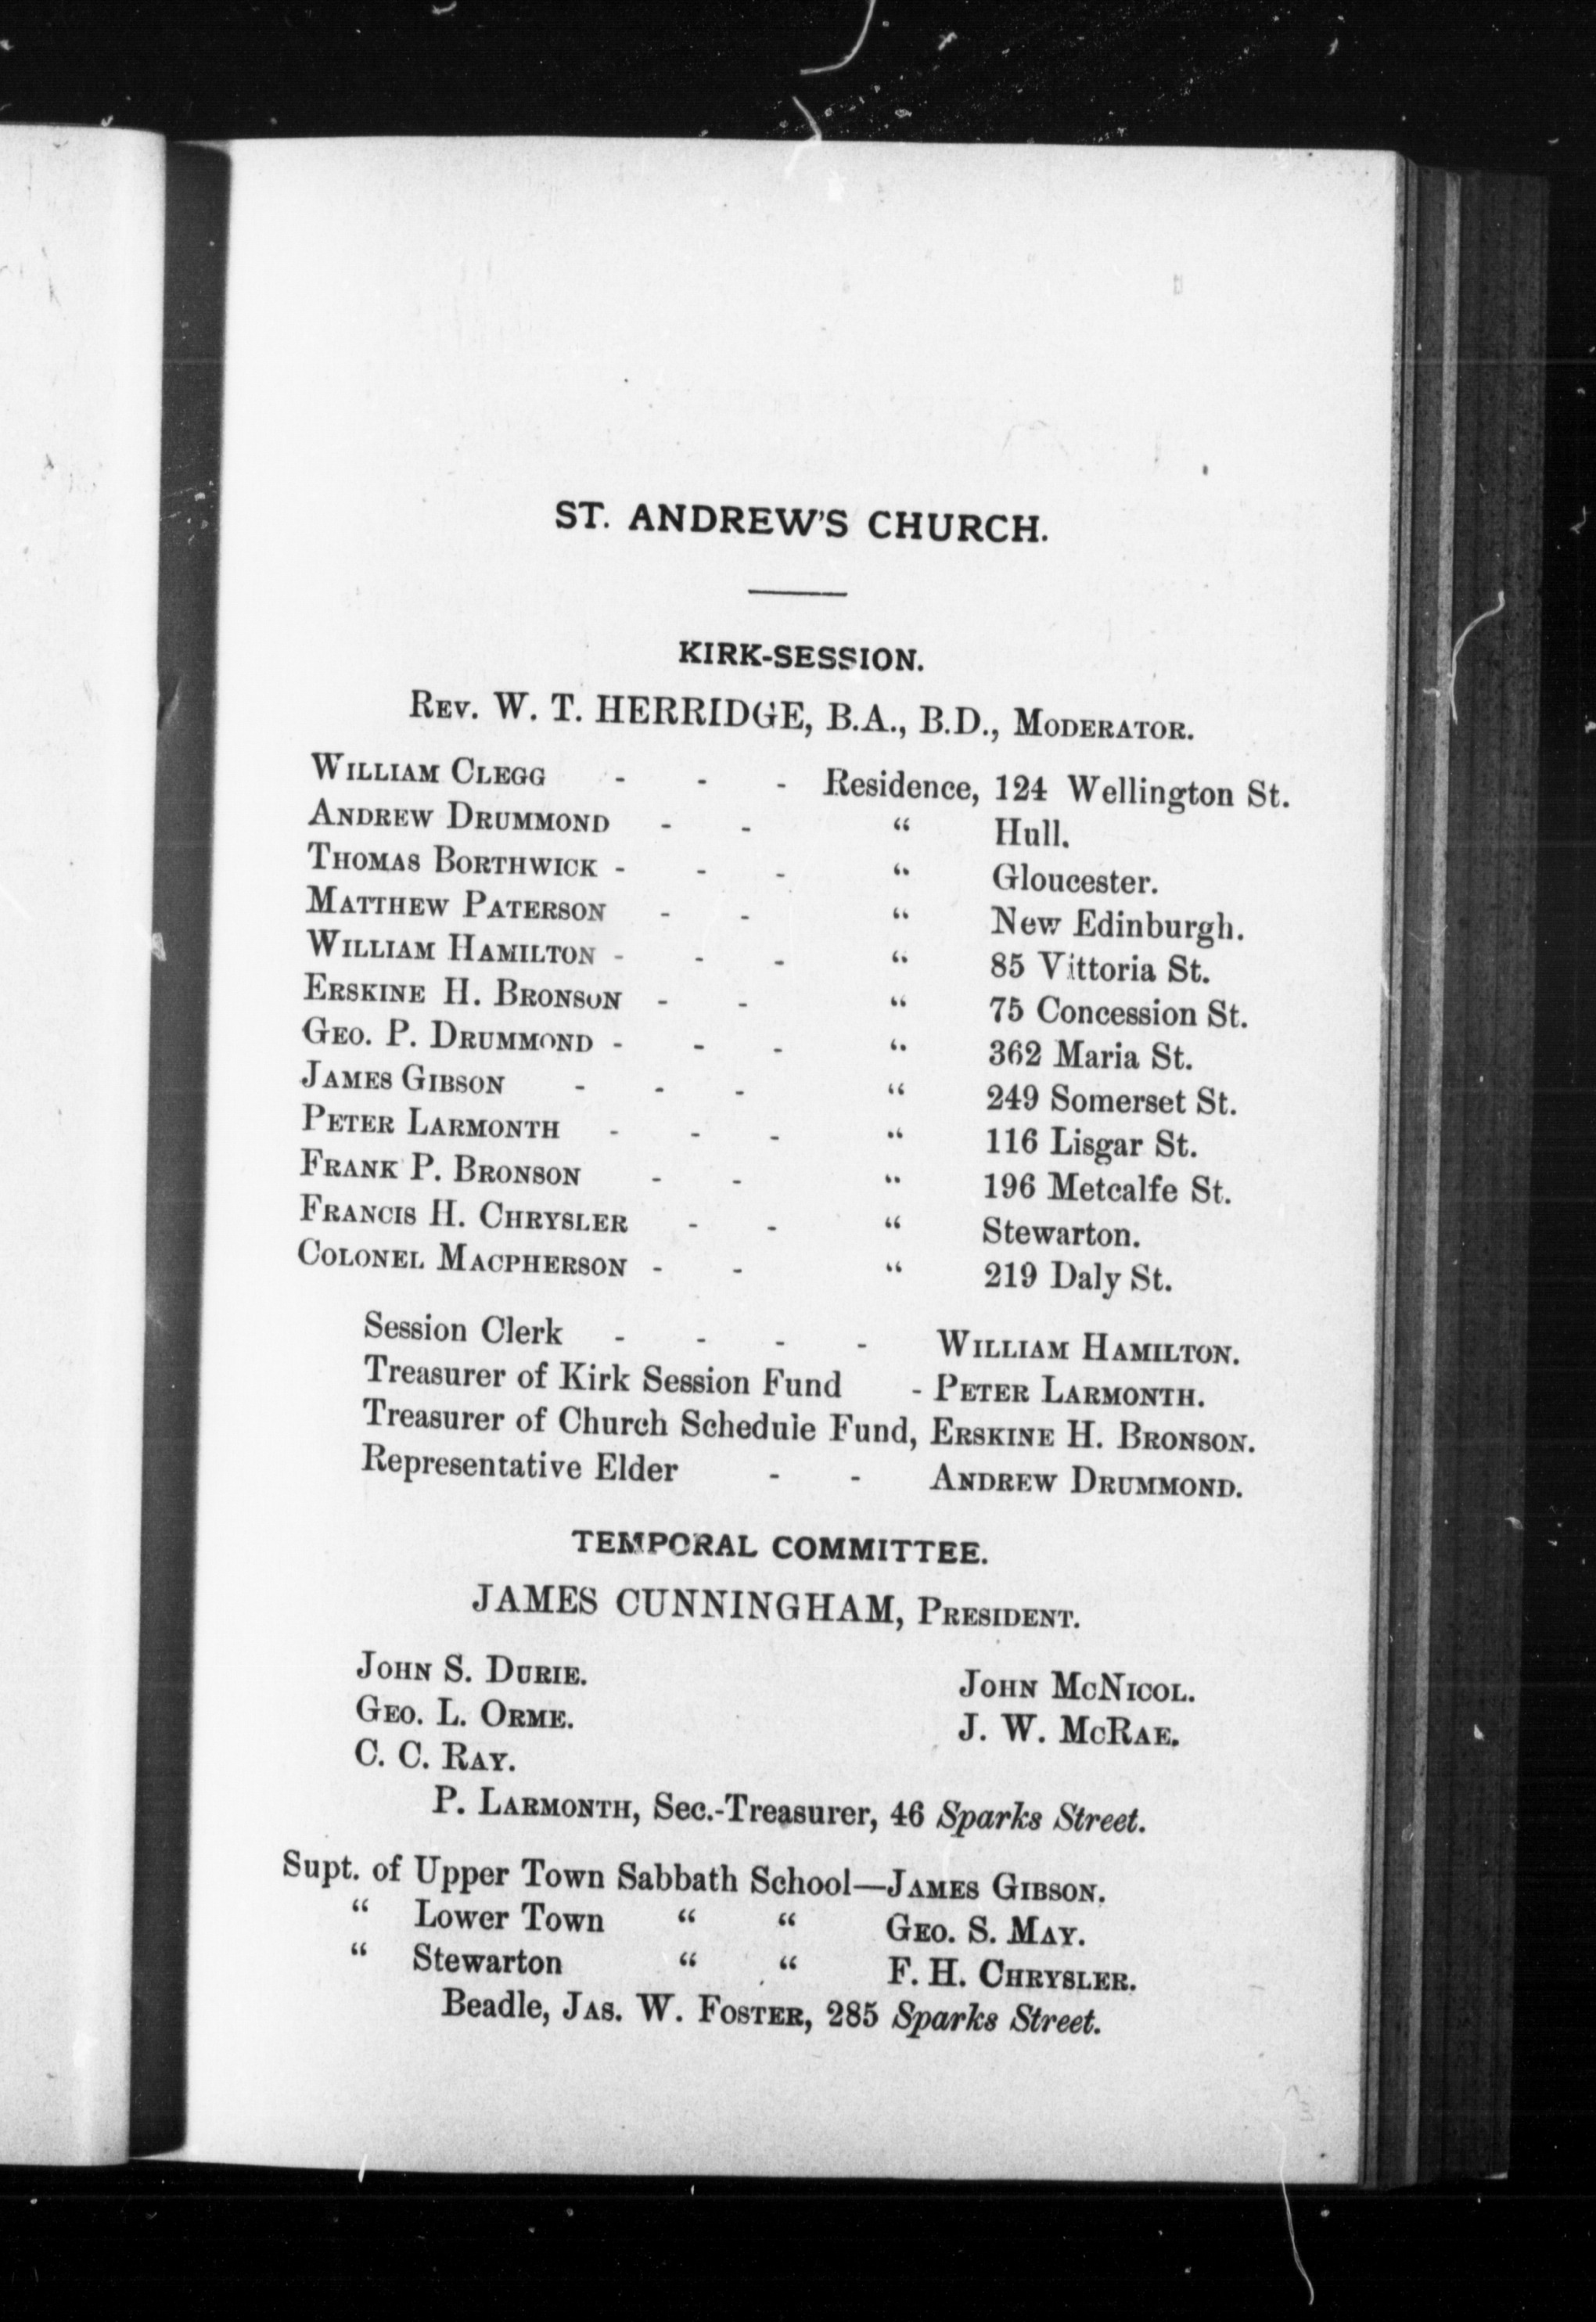 ST. ANDREW'S CHURCH.
KIRK-SESSION.
REV. W. T. HERRIDGE, B.A., B.D., MODERATOR.
WILLIAM CLEGG - - - Residence, 124 Wellington St.
ANDREW DRUMMOND - - “ Hull.
THOMAS BORTHWICK - - - “ Gloucester.
MATTHEW PATERSON - - “ New Edinburgh.
WILLIAM HAMILTON - - - “ 85 Vittoria St.
ERSKINE H. BRONSON - - “ 75 Concession St.
GEO. P. DRUMMOND - - - “ 362 Maria St.
JAMES GIBSON - - - “ 249 Somerset St.
PETER LARMONTH - - - “ 116 Lisgar St.
FRANK P. BRONSON - - “ 196 Metcalfe St.
FRANCIS H. CHRYSLER - - “ Stewarton.
COLONEL MACPHERSON - - “ 219 Daly St.
Session Clerk - - - - WILLIAM HAMILTON.
Treasurer of Kirk Session Fund - PETER LARMONTH.
Treasurer of Church Schedule Fund, ERSKINE H. BRONSON.
Representative Elder - - ANDREW DRUMMOND.
TEMPORAL COMMITTEE.
JAMES CUNNINGHAM, PRESIDENT.
JOHN S. DURIE. JOHN MCNICOL.
GEO. L. ORME. J. W. MCRAE.
C. C. RAY.
P. LARMONTH, Sec.-Treasurer, 46 Sparks Street.
Supt. of Upper Town Sabbath School—JAMES GIBSON.
“ Lower Town “ “ GEO. S. MAY.
“ Stewarton “ “ F. H. CHRYSLER.
Beadle, JAS. W. FOSTER, 285 Sparks Street.